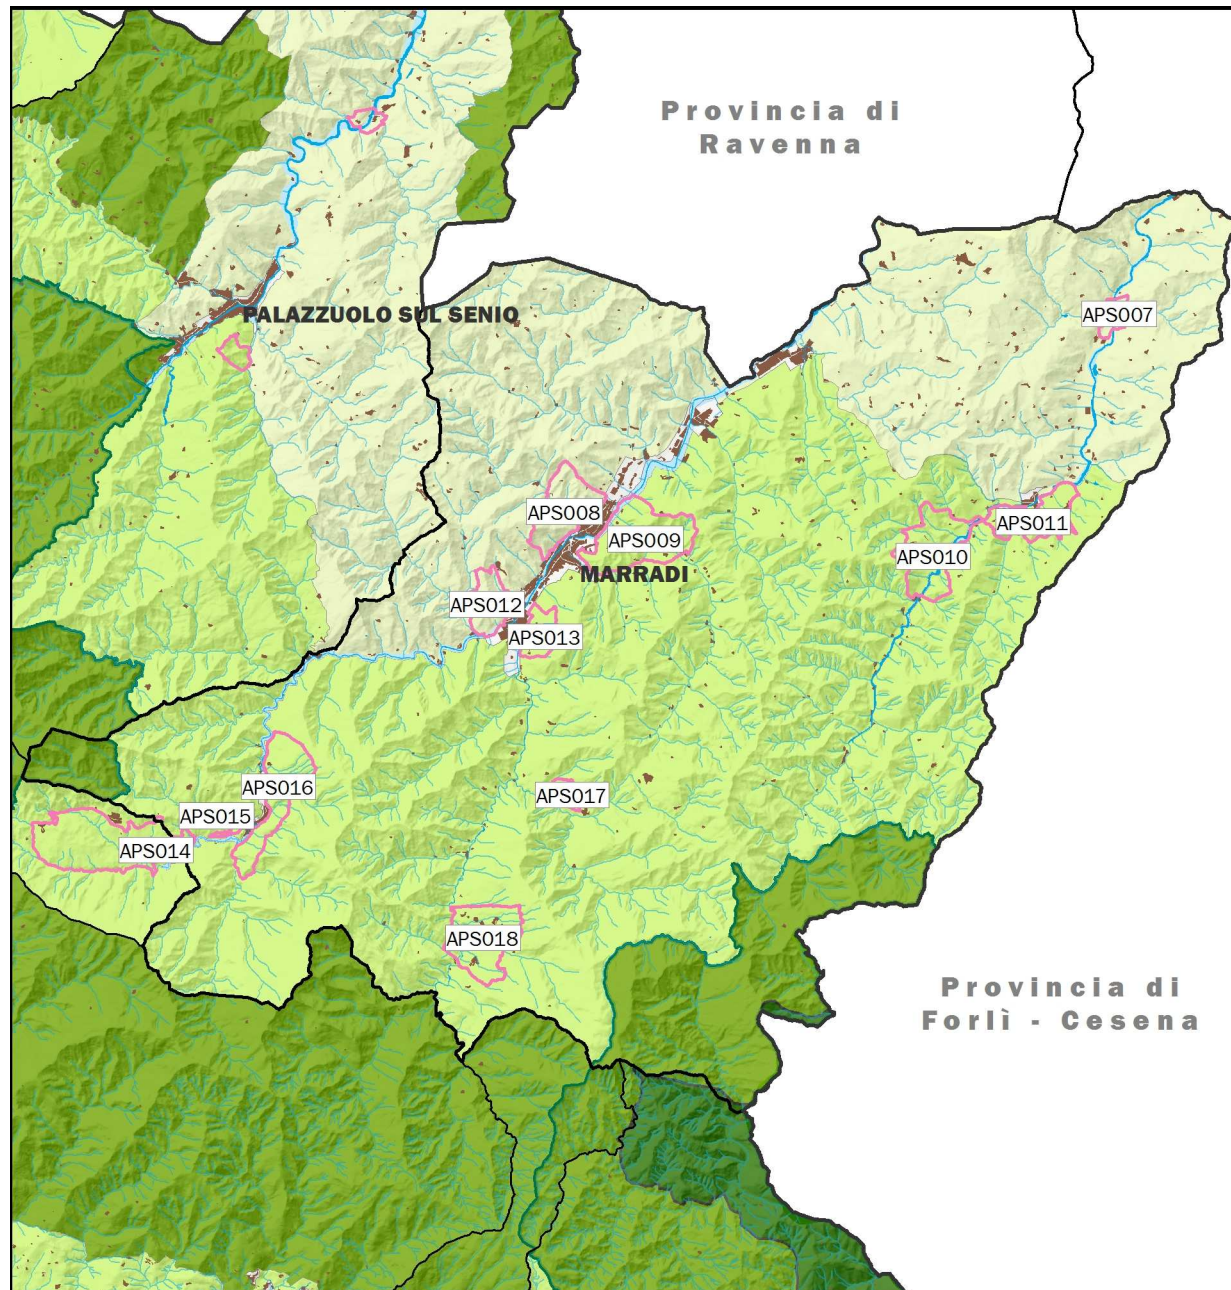 Provincia di
Ravenna
APS007
PALAZZUOLO SUL SENIO
APS008
APS009
APS011
APS010
MARRADI
APS012
APS013
APS016
APS017
APS015
APS014
APS018
Provincia di
Forlì - Cesena